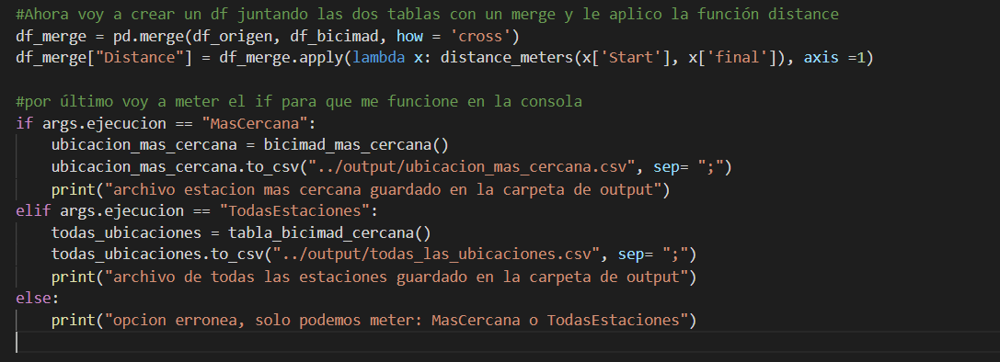 #Ahora voy a crear un df juntando las dos tablas con un merge y le aplico la función distance
df_merge = pd.merge(df_origen, df_bicimad, how = 'cross')
df_merge["Distance"] = df_merge.apply(lambda x: distance_meters(x['Start'], x['final']), axis =1)

#por último voy a meter el if para que me funcione en la consola
if args.ejecucion == "MasCercana":
    ubicacion_mas_cercana = bicimad_mas_cercana()
    ubicacion_mas_cercana.to_csv("../output/ubicacion_mas_cercana.csv", sep= ";")
    print("archivo estacion mas cercana guardado en la carpeta de output")
elif args.ejecucion == "TodasEstaciones":
    todas_ubicaciones = tabla_bicimad_cercana()
    todas_ubicaciones.to_csv("../output/todas_las_ubicaciones.csv", sep= ";")
    print("archivo de todas las estaciones guardado en la carpeta de output")
else:
    print("opcion erronea, solo podemos meter: MasCercana o TodasEstaciones")